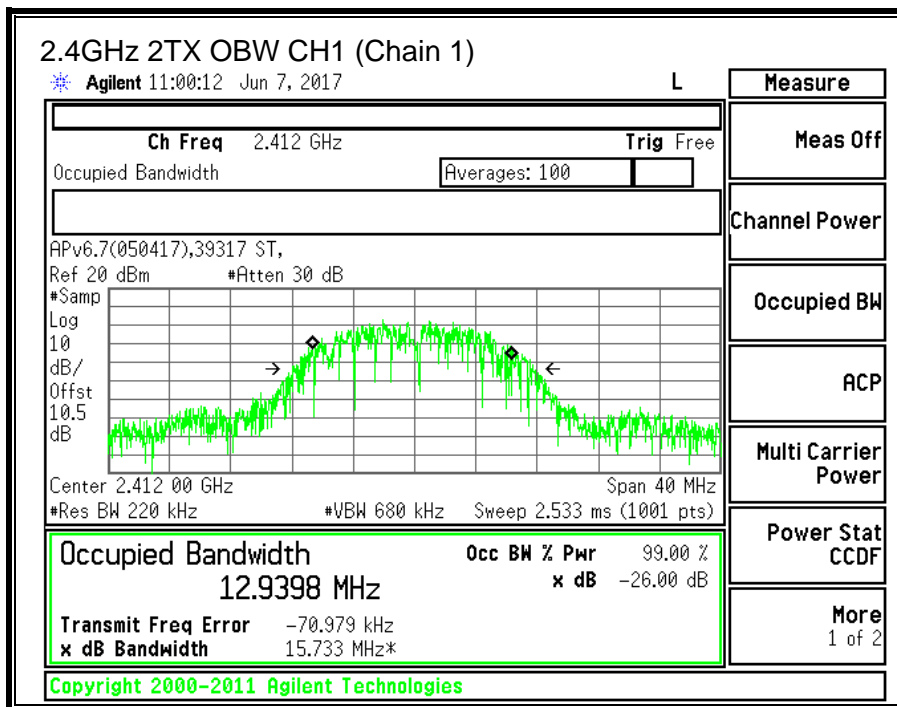 2.4GHz 2TX OBW CH1 (Chain 1)
Agilent 11:00:12 Jun 7, 2017 L
Measure
Ch Freq 2.412 GHz Trig Free
Meas Off
Occupied Bandwidth Averages: 100
Channel Power
APv6.7(050417),39317 ST,
Ref 20 dBm #Atten 30 dB
#Samp
Log
10
dB/
Offst
10.5
dB
Occupied BW
ACP
Multi Carrier
Power
Center 2.412 00 GHz Span 40 MHz
#Res BW 220 kHz #VBW 680 kHz Sweep 2.533 ms (1001 pts)
Power Stat
CCDF
Occupied Bandwidth Occ BW % Pwr 99.00 %
12.9398 MHz x dB -26.00 dB
Transmit Freq Error -70.979 kHz
x dB Bandwidth 15.733 MHz*
More
1 of 2
Copyright 2000-2011 Agilent Technologies